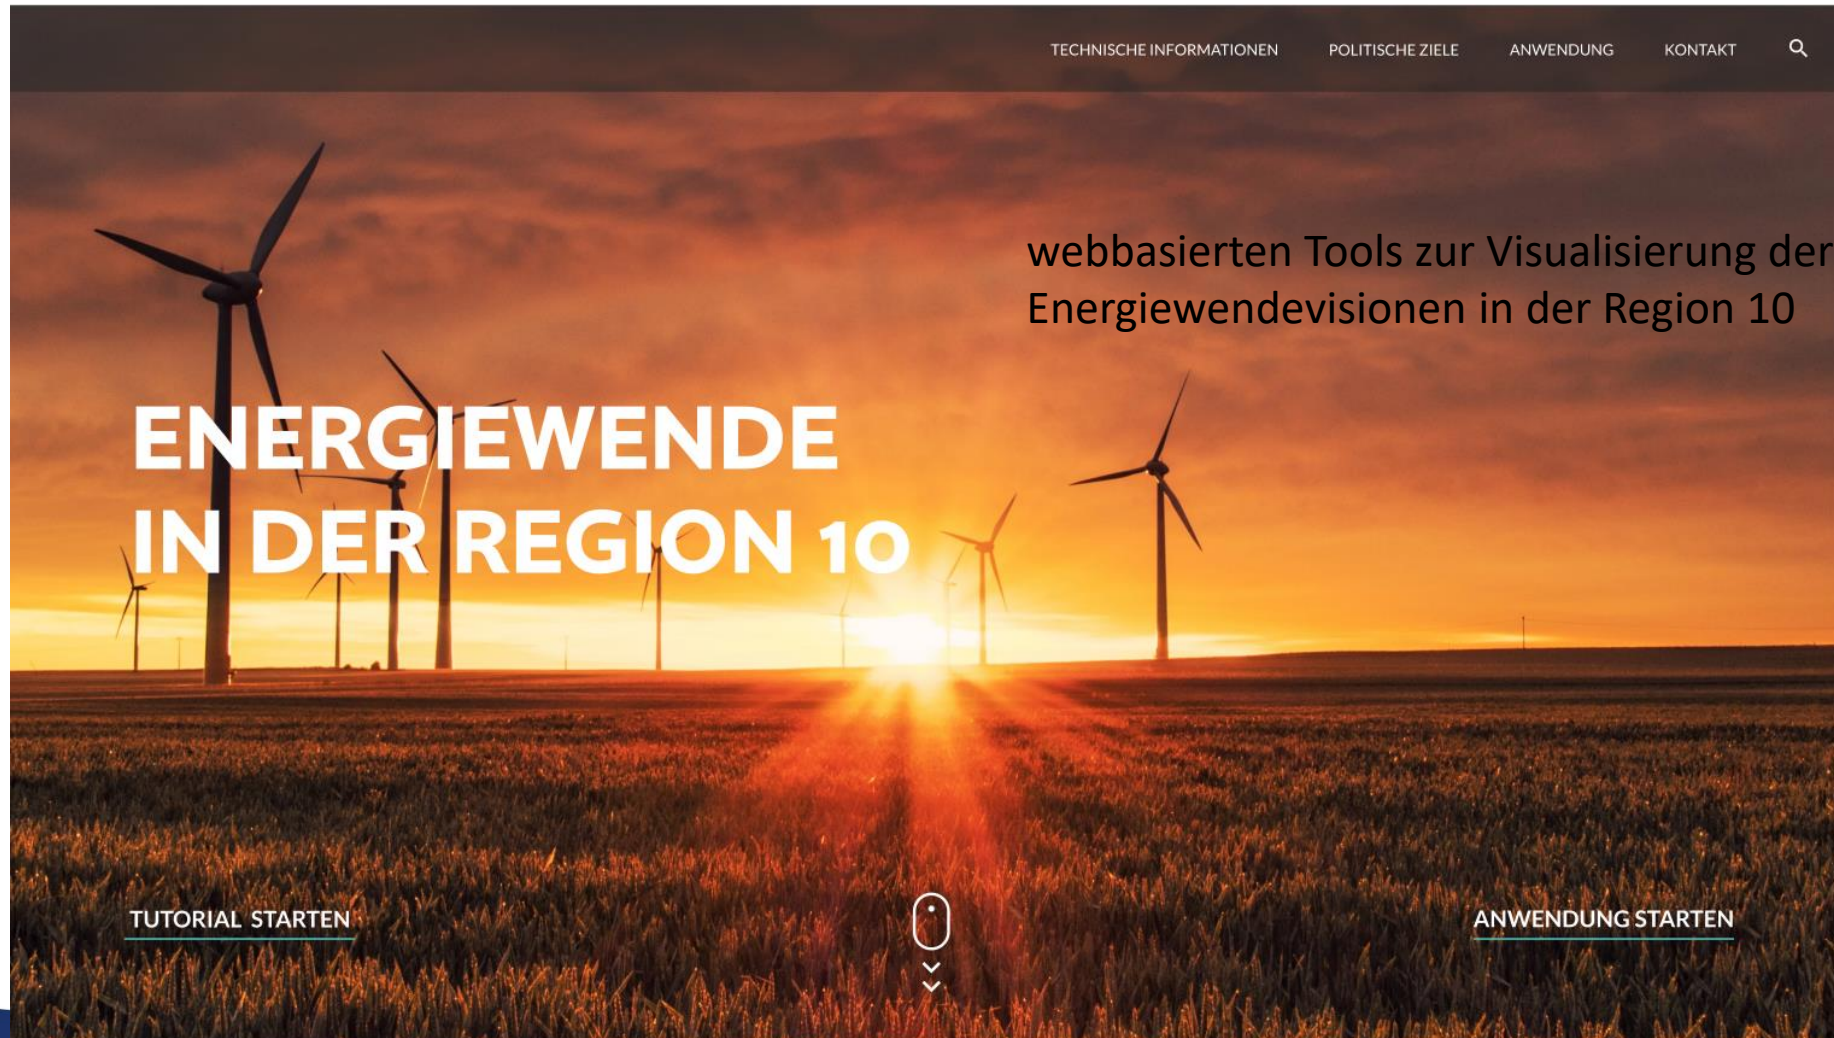 TECHNISCHE INFORMATIONEN POLITISCHE ZIELE ANWENDUNG KONTAKT
webbasierten Tools zur Visualisierung der
Energiewendevisionen in der Region 10
ENERGIEWENDE
IN DER REGION 10
TUTORIAL STARTEN ANWENDUNG STARTEN